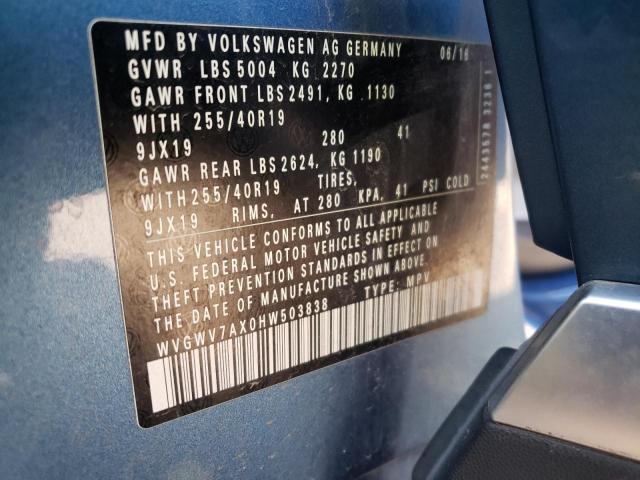 MFD BY VOLKSWAGEN AG GERMANY 06/16
GVWR LBS 5004 KG 2270
GAWR FRONT LBS 2491, KG 1130
WITH 255/40R19
9JX19 280 41
GAWR REAR LBS 2624, KG 1190
WITH 255/40R19 TIRES,
9JX19 RIMS, AT 280 KPA, 41 PSI COLD
THIS VEHICLE CONFORMS TO ALL APPLICABLE
U.S. FEDERAL MOTOR VEHICLE SAFETY AND
THEFT PREVENTION STANDARDS IN EFFECT ON
THE DATE OF MANUFACTURE SHOWN ABOVE.
WVGWV7AX0HW503838 TYPE: MPV
2443578 3238 1